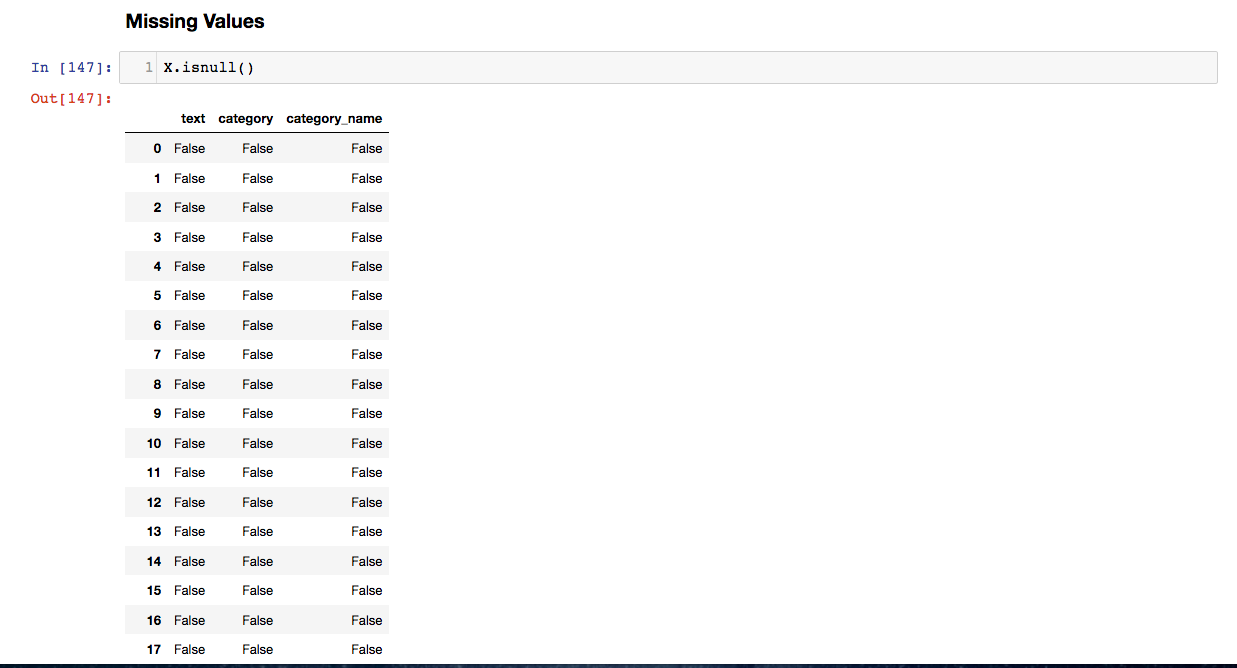 Missing Values
In [147]: 1 X.isnull()
Out[147]:
text category category_name
0 False False False
1 False False False
2 False False False
3 False False False
4 False False False
5 False False False
6 False False False
7 False False False
8 False False False
9 False False False
10 False False False
11 False False False
12 False False False
13 False False False
14 False False False
15 False False False
16 False False False
17 False False False